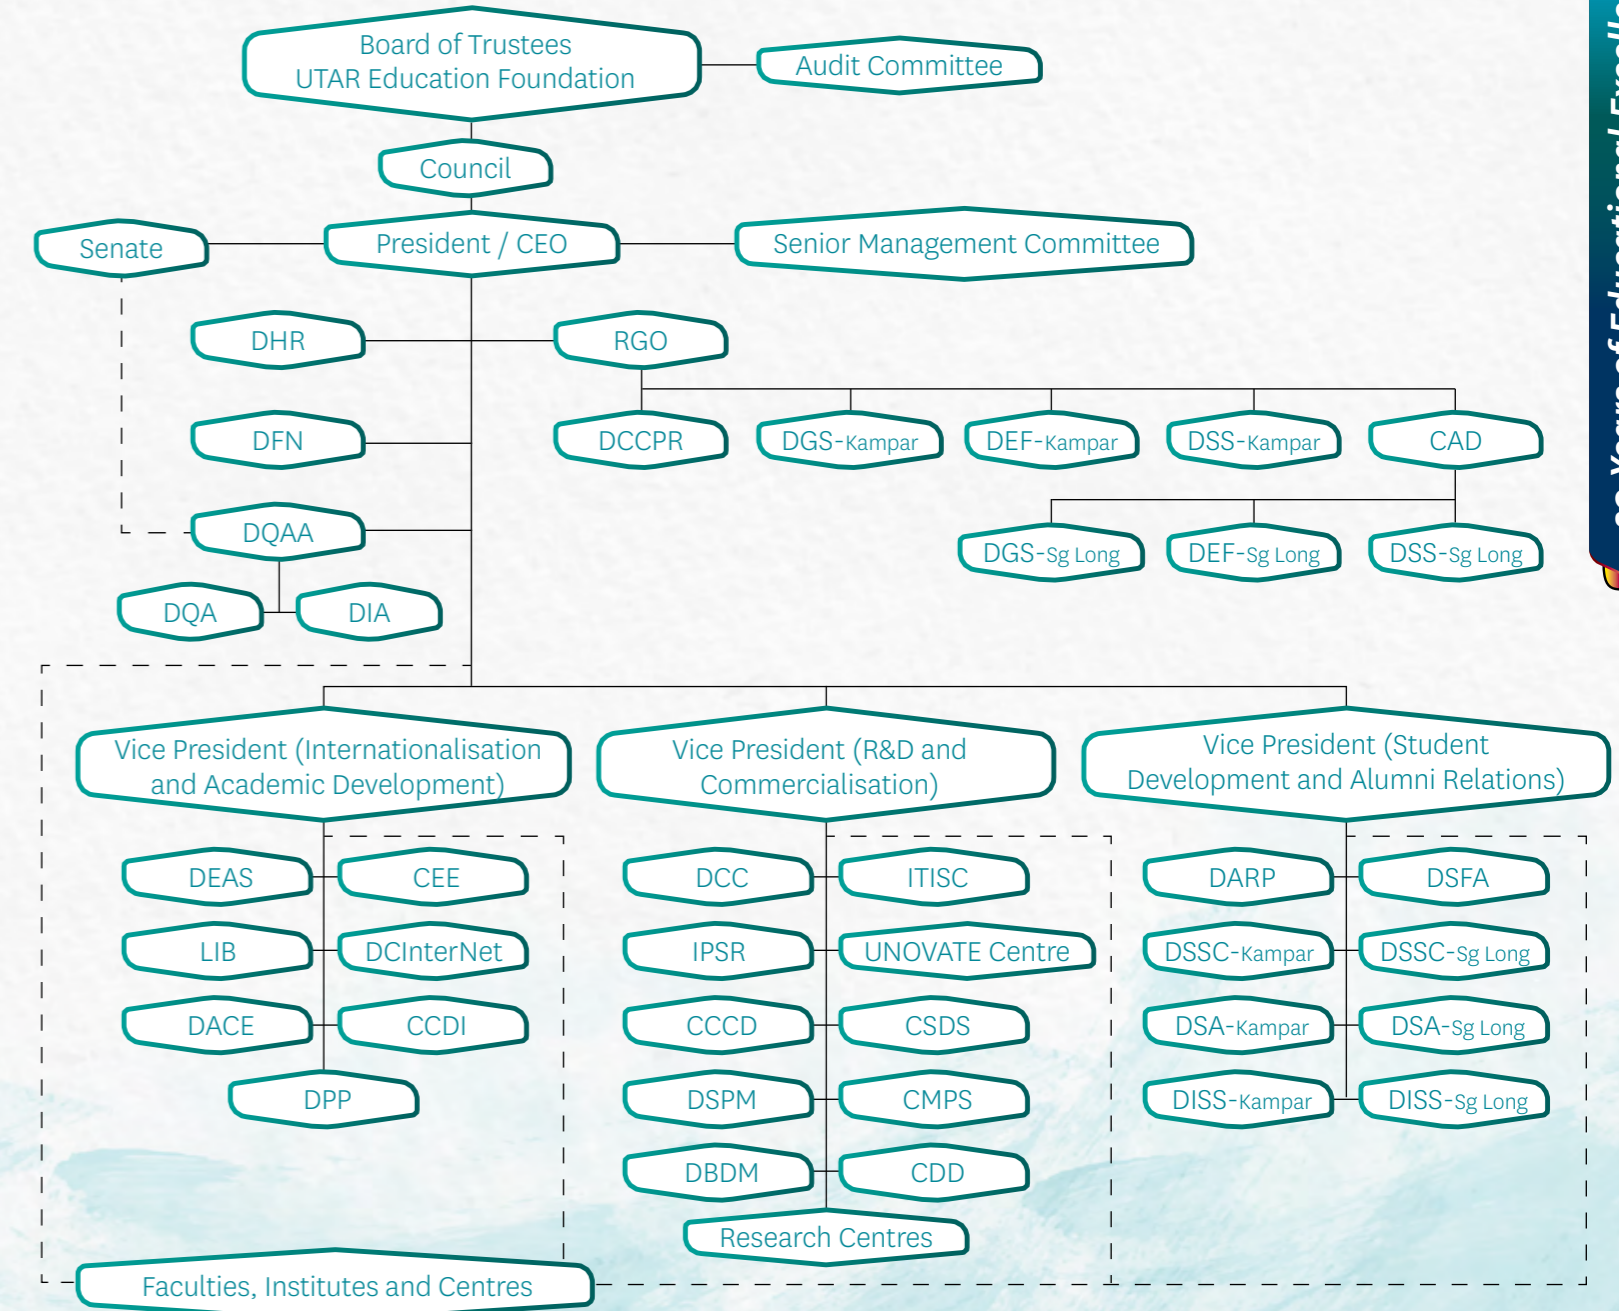 Board of Trustees
UTAR Education Foundation
Audit Committee
Council
Senate
President / CEO
Senior Management Committee
DHR
RGO
DFN
DCCPR
DGS-Kampar
DEF-Kampar
DSS-Kampar
CAD
DQAA
DGS-Sg Long
DEF-Sg Long
DSS-Sg Long
DQA
DIA
Vice President (Internationalisation
and Academic Development)
Vice President (R&D and
Commercialisation)
Vice President (Student
Development and Alumni Relations)
DEAS
CEE
LIB
DCInterNet
DACE
CCDI
DPP
DCC
ITISC
IPSR
UNOVATE Centre
CCCD
CSDS
DSPM
CMPS
DBDM
CDD
Research Centres
DARP
DSFA
DSSC-Kampar
DSSC-Sg Long
DSA-Kampar
DSA-Sg Long
DISS-Kampar
DISS-Sg Long
Faculties, Institutes and Centres
Years of Educational